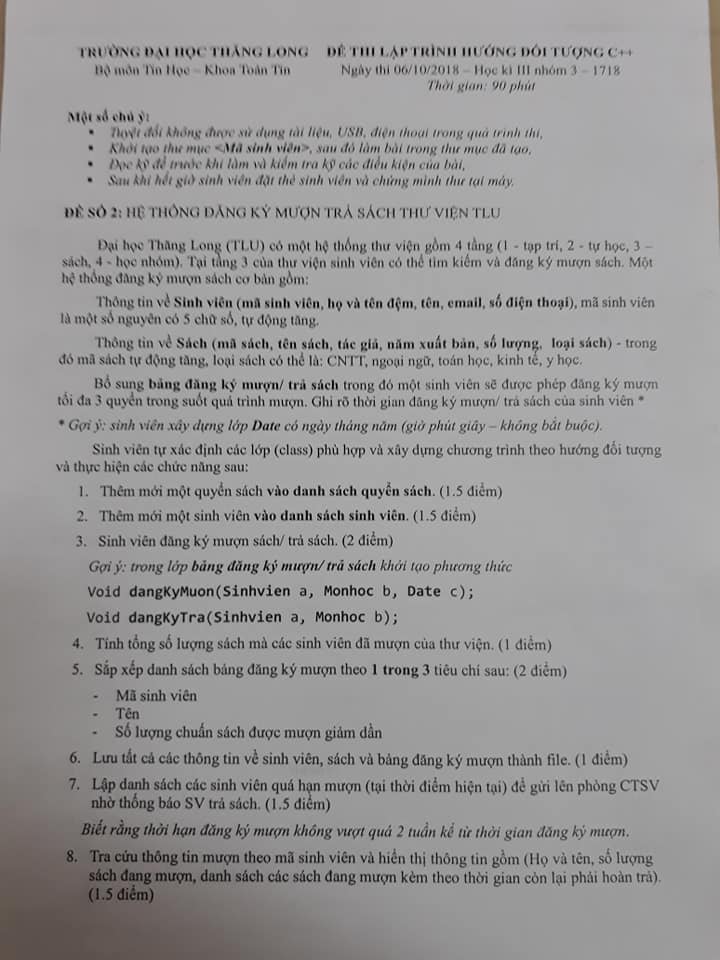 TRƯỜNG ĐẠI HỌC THĂNG LONG ĐỀ THI LẬP TRÌNH HƯỚNG ĐỐI TƯỢNG C++
Bộ môn Tin Học – Khoa Toán Tin Ngày thi 06/10/2018 – Học kì III nhóm 3 – 1718
Thời gian: 90 phút
Một số chú ý:
• Tuyệt đối không được sử dụng tài liệu, USB, điện thoại trong quá trình thi,
• Khởi tạo thư mục <Mã sinh viên>, sau đó làm bài trong thư mục đã tạo,
• Đọc kỹ đề trước khi làm và kiểm tra kỹ các điều kiện của bài,
• Sau khi hết giờ sinh viên đặt thẻ sinh viên và chứng minh thư tại máy.
ĐỀ SỐ 2: HỆ THỐNG ĐĂNG KÝ MƯỢN TRẢ SÁCH THƯ VIỆN TLU
Đại học Thăng Long (TLU) có một hệ thống thư viện gồm 4 tầng (1 - tạp trí, 2 - tự học, 3 –
sách, 4 - học nhóm). Tại tầng 3 của thư viện sinh viên có thể tìm kiếm và đăng ký mượn sách. Một
hệ thống đăng ký mượn sách cơ bản gồm:
Thông tin về Sinh viên (mã sinh viên, họ và tên đệm, tên, email, số điện thoại), mã sinh viên
là một số nguyên có 5 chữ số, tự động tăng.
Thông tin về Sách (mã sách, tên sách, tác giả, năm xuất bản, số lượng, loại sách) - trong
đó mã sách tự động tăng, loại sách có thể là: CNTT, ngoại ngữ, toán học, kinh tế, y học.
Bổ sung bảng đăng ký mượn/ trả sách trong đó một sinh viên sẽ được phép đăng ký mượn
tối đa 3 quyển trong suốt quá trình mượn. Ghi rõ thời gian đăng ký mượn/ trả sách của sinh viên *
* Gợi ý: sinh viên xây dựng lớp Date có ngày tháng năm (giờ phút giây – không bắt buộc).
Sinh viên tự xác định các lớp (class) phù hợp và xây dựng chương trình theo hướng đối tượng
và thực hiện các chức năng sau:
1. Thêm mới một quyển sách vào danh sách quyển sách. (1.5 điểm)
2. Thêm mới một sinh viên vào danh sách sinh viên. (1.5 điểm)
3. Sinh viên đăng ký mượn sách/ trả sách. (2 điểm)
Gợi ý: trong lớp bảng đăng ký mượn/ trả sách khởi tạo phương thức
Void dangKyMuon(Sinhvien a, Monhoc b, Date c);
Void dangKyTra(Sinhvien a, Monhoc b);
4. Tính tổng số lượng sách mà các sinh viên đã mượn của thư viện. (1 điểm)
5. Sắp xếp danh sách bảng đăng ký mượn theo 1 trong 3 tiêu chí sau: (2 điểm)
- Mã sinh viên
- Tên
- Số lượng chuẩn sách được mượn giảm dần
6. Lưu tất cả các thông tin về sinh viên, sách và bảng đăng ký mượn thành file. (1 điểm)
7. Lập danh sách các sinh viên quá hạn mượn (tại thời điểm hiện tại) để gửi lên phòng CTSV
nhờ thống báo SV trả sách. (1.5 điểm)
Biết rằng thời hạn đăng ký mượn không vượt quá 2 tuần kể từ thời gian đăng ký mượn.
8. Tra cứu thông tin mượn theo mã sinh viên và hiển thị thông tin gồm (Họ và tên, số lượng
sách đang mượn, danh sách các sách đang mượn kèm theo thời gian còn lại phải hoàn trả).
(1.5 điểm)